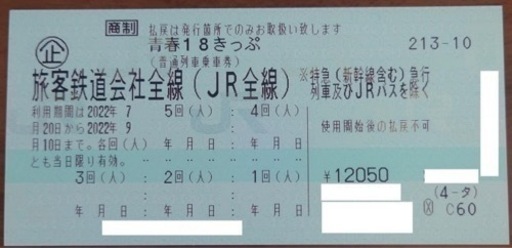 商制 払戻は発行箇所でのみお取扱い致します
企 青春18きっぷ 213-10
(普通列車乗車券)
旅客鉄道会社全線(JR全線) ※特急(新幹線含む)急行
列車及びJRバスを除く
利用期間は2022年7 5回(人): 4回(人):
月20日から2022年9 使用開始後の払戻不可
月10日まで。各回(人) 年 月 日: 年 月 日:
とも当日限り有効。
3回(人): 2回(人): 1回(人): ¥12050
: 年 月 日: 年 月 日: 年 月 日:
(4-タ)
C60